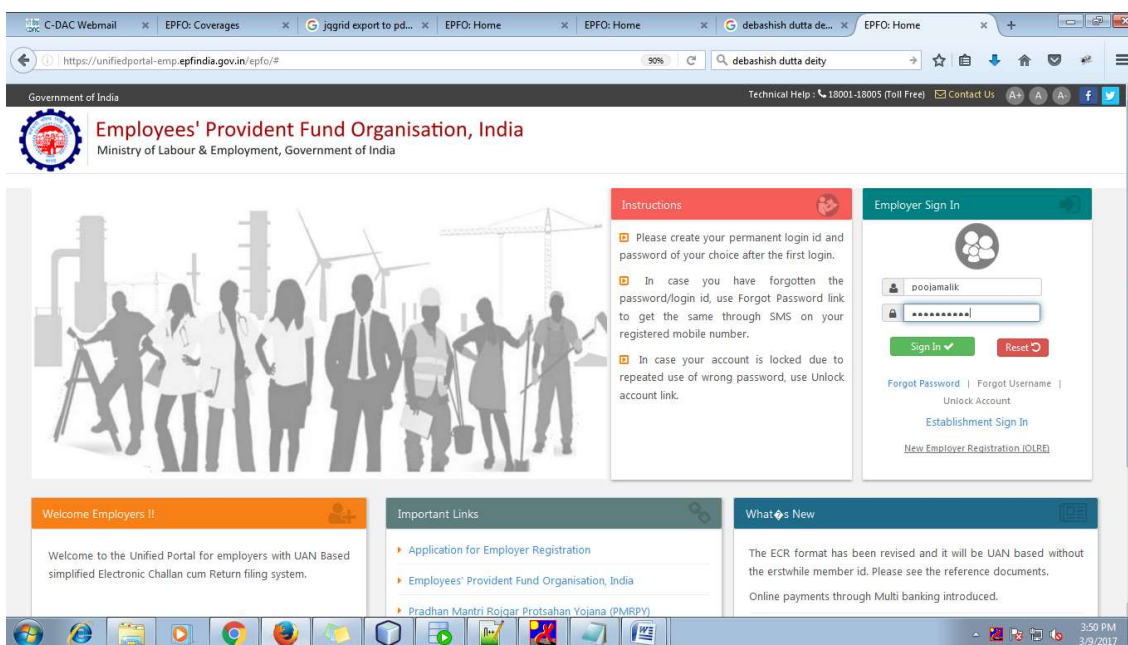 C-DAC Webmail
EPFO: Coverages
jqgrid export to pd...
EPFO: Home
EPFO: Home
debashish dutta de...
EPFO: Home
https://unifiedportal-emp.epfindia.gov.in/epfo/#
90%
debashish dutta deity
Government of India
Technical Help : 18001-18005 (Toll Free) Contact Us A+ A A-
Employees' Provident Fund Organisation, India
Ministry of Labour & Employment, Government of India
Instructions
Please create your permanent login id and
password of your choice after the first login.
In case you have forgotten the
password/login id, use Forgot Password link
to get the same through SMS on your
registered mobile number.
In case your account is locked due to
repeated use of wrong password, use Unlock
account link.
Employer Sign In
poojamalik
••••••••••
Sign In
Reset
Forgot Password | Forgot Username |
Unlock Account
Establishment Sign In
New Employer Registration (OLRE)
Welcome Employers !!
Welcome to the Unified Portal for employers with UAN Based
simplified Electronic Challan cum Return filing system.
Important Links
Application for Employer Registration
Employees' Provident Fund Organisation, India
Pradhan Mantri Rojgar Protsahan Yojana (PMRPY)
What�s New
The ECR format has been revised and it will be UAN based without
the erstwhile member id. Please see the reference documents.
Online payments through Multi banking introduced.
3:50 PM
3/9/2017